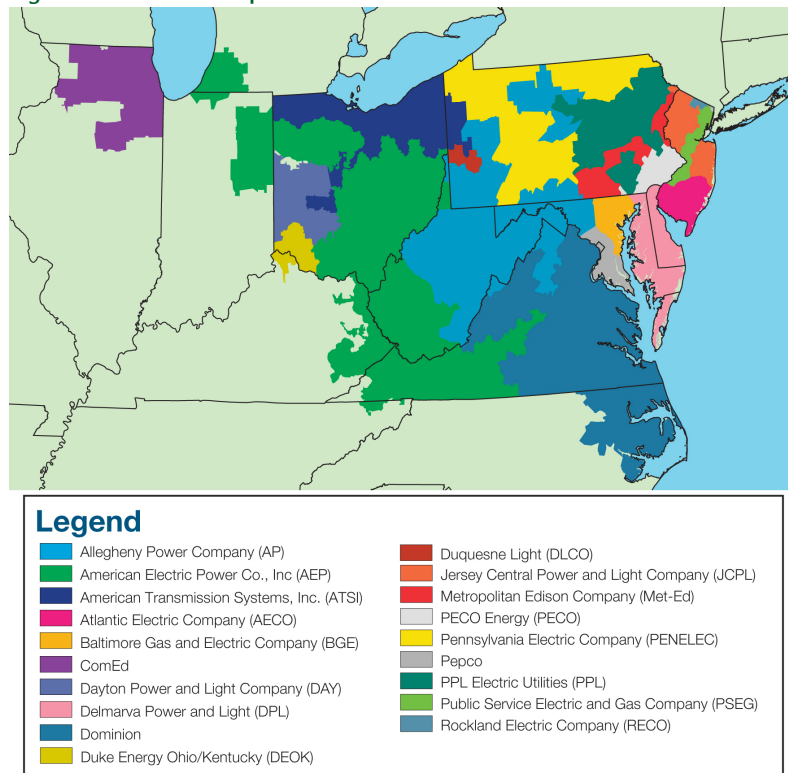 Legend
Allegheny Power Company (AP)
American Electric Power Co., Inc (AEP)
American Transmission Systems, Inc. (ATSI)
Atlantic Electric Company (AECO)
Baltimore Gas and Electric Company (BGE)
ComEd
Dayton Power and Light Company (DAY)
Delmarva Power and Light (DPL)
Dominion
Duke Energy Ohio/Kentucky (DEOK)
Duquesne Light (DLCO)
Jersey Central Power and Light Company (JCPL)
Metropolitan Edison Company (Met-Ed)
PECO Energy (PECO)
Pennsylvania Electric Company (PENELEC)
Pepco
PPL Electric Utilities (PPL)
Public Service Electric and Gas Company (PSEG)
Rockland Electric Company (RECO)